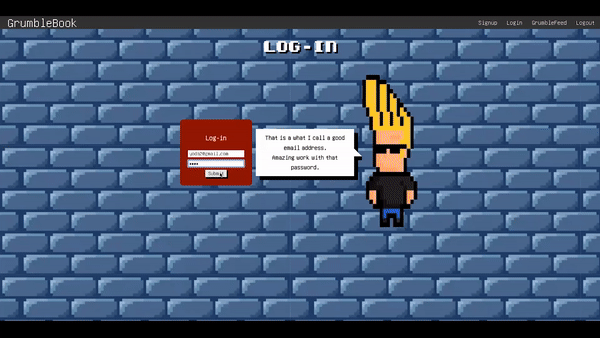 GrumbleBook
Signup Login GrumbleFeed Logout
LOG-IN
Log-in
That is a what I call a good
email address.
Amazing work with that
password.
Submit